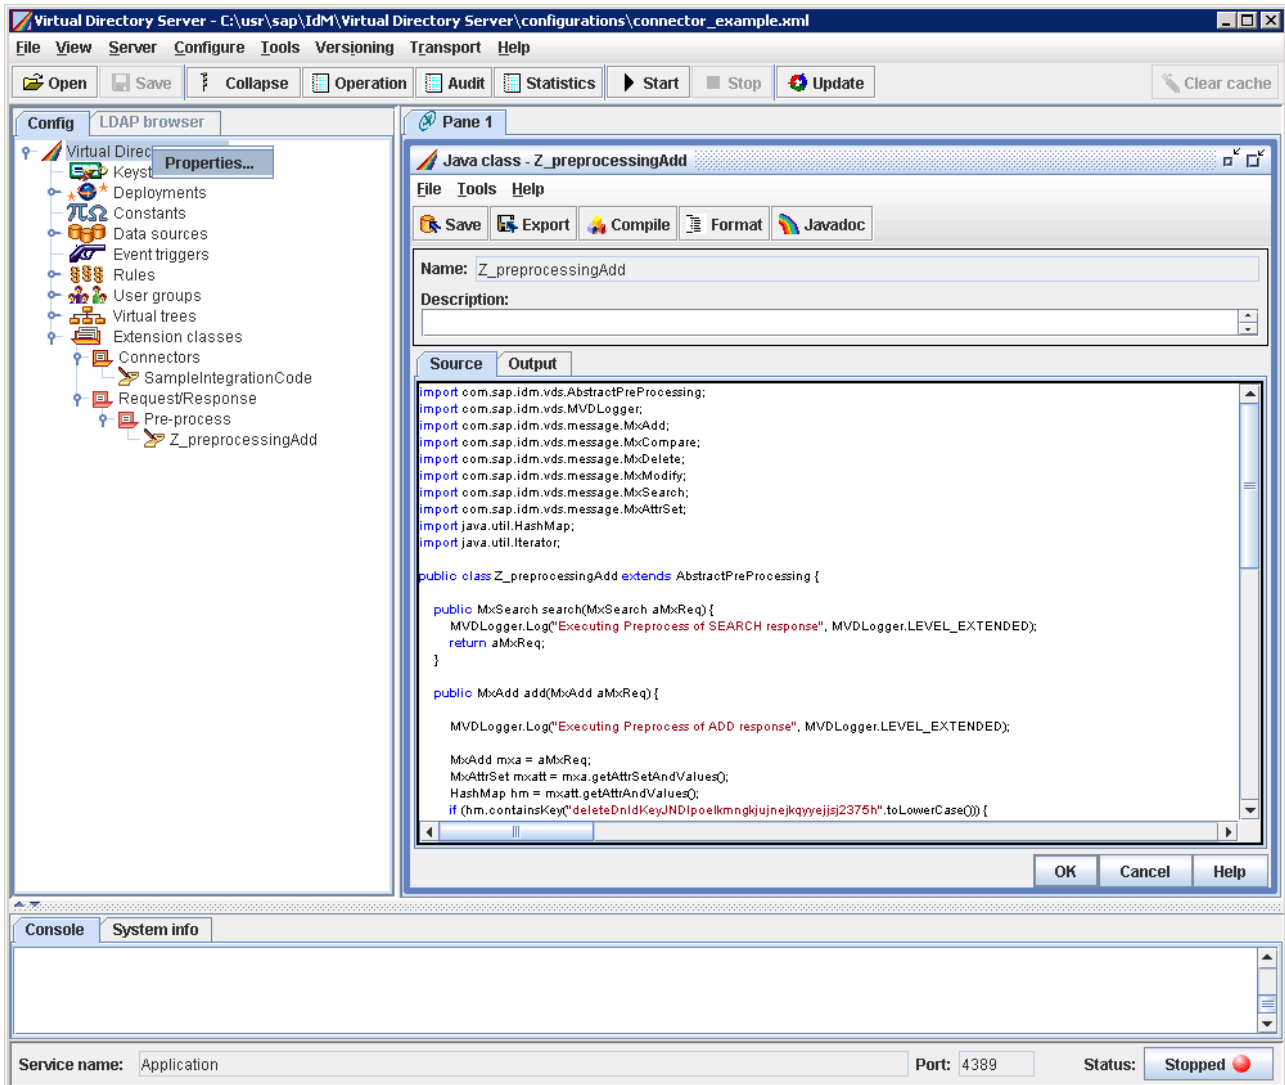 Virtual Directory Server - C:\usr\sap\IdM\Virtual Directory Server\configurations\connector_example.xml
File View Server Configure Tools Versioning Transport Help
Open Save Collapse Operation Audit Statistics Start Stop Update Clear cache
Config LDAP browser
Virtual Direc
Properties...
Keyst
Deployments
Constants
Data sources
Event triggers
Rules
User groups
Virtual trees
Extension classes
Connectors
SampleIntegrationCode
Request/Response
Pre-process
Z_preprocessingAdd
Pane 1
Java class - Z_preprocessingAdd
File Tools Help
Save Export Compile Format Javadoc
Name: Z_preprocessingAdd
Description:
Source Output
import com.sap.idm.vds.AbstractPreProcessing;
import com.sap.idm.vds.MVDLogger;
import com.sap.idm.vds.message.MxAdd;
import com.sap.idm.vds.message.MxCompare;
import com.sap.idm.vds.message.MxDelete;
import com.sap.idm.vds.message.MxModify;
import com.sap.idm.vds.message.MxSearch;
import com.sap.idm.vds.message.MxAttrSet;
import java.util.HashMap;
import java.util.Iterator;
public class Z_preprocessingAdd extends AbstractPreProcessing {
public MxSearch search(MxSearch aMxReq) {
MVDLogger.Log("Executing Preprocess of SEARCH response", MVDLogger.LEVEL_EXTENDED);
return aMxReq;
}
public MxAdd add(MxAdd aMxReq) {
MVDLogger.Log("Executing Preprocess of ADD response", MVDLogger.LEVEL_EXTENDED);
MxAdd mxa = aMxReq;
MxAttrSet mxatt = mxa.getAttrSetAndValues();
HashMap hm = mxatt.getAttrAndValues();
if (hm.containsKey("deleteDnIdKeyJNDIpoelkmngkjujnejkqyyejjsj2375h".toLowerCase())) {
OK Cancel Help
Console System info
Service name: Application Port: 4389 Status: Stopped